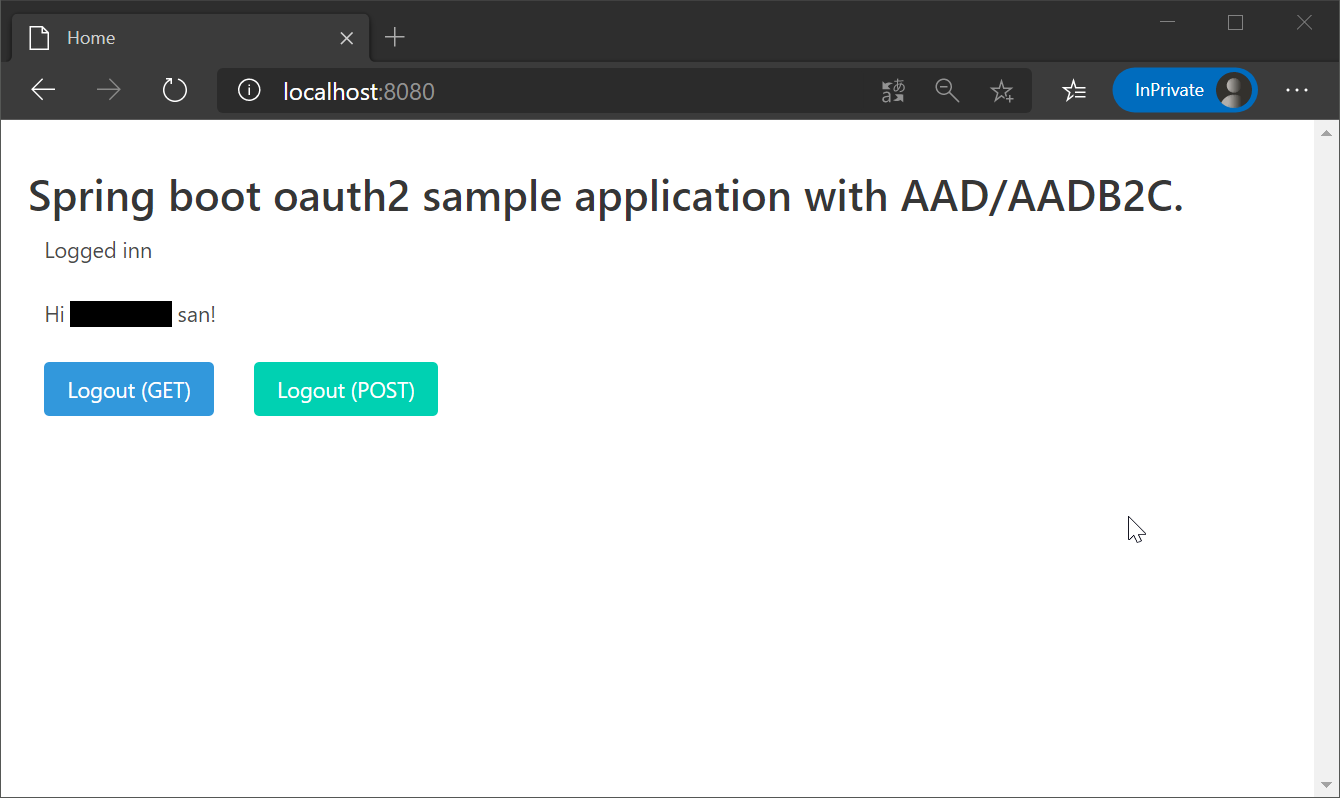 Home
localhost:8080
InPrivate
Spring boot oauth2 sample application with AAD/AADB2C.
Logged inn
Hi san!
Logout (GET) Logout (POST)